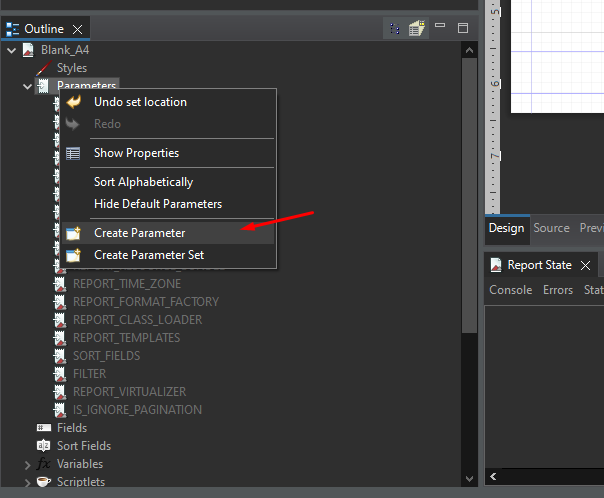 Outline
Blank_A4
Styles
Parameters
Undo set location
Redo
Show Properties
Sort Alphabetically
Hide Default Parameters
Create Parameter
Create Parameter Set
REPORT_TIME_ZONE
REPORT_FORMAT_FACTORY
REPORT_CLASS_LOADER
REPORT_TEMPLATES
SORT_FIELDS
FILTER
REPORT_VIRTUALIZER
IS_IGNORE_PAGINATION
Fields
Sort Fields
fx Variables
Scriptlets
5
6
7
Design Source Previ
Report State
Console Errors Stat